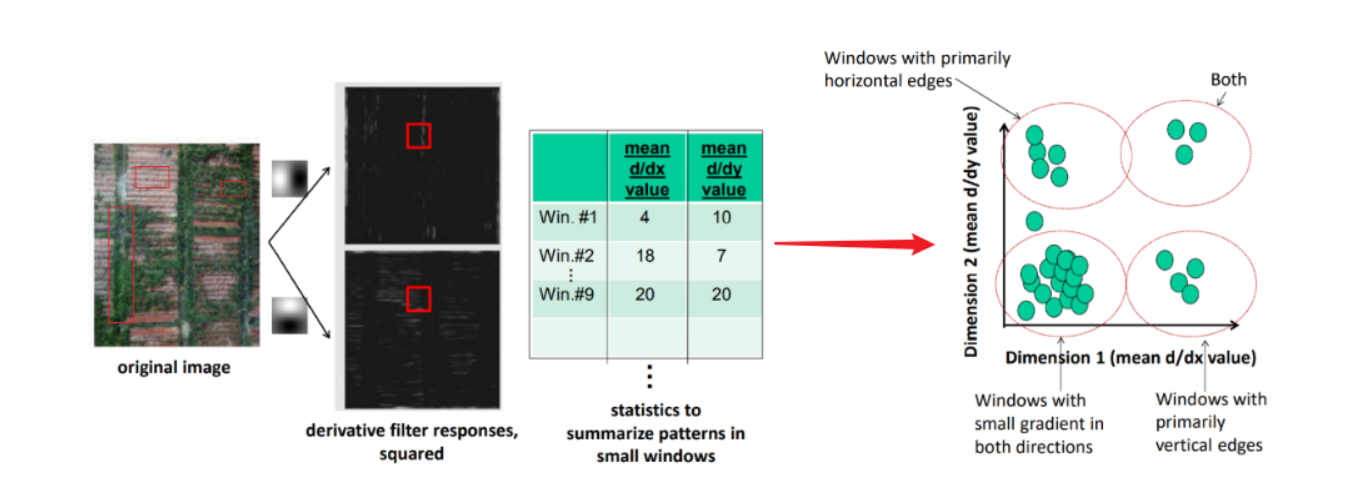 original image
derivative filter responses,
squared
mean
d/dx
value
mean
d/dy
value
Win. #1 4 10
Win.#2 18 7
⋮
Win.#9 20 20
⋮
statistics to
summarize patterns in
small windows
Windows with primarily
horizontal edges
Both
Dimension 2 (mean d/dy value)
Dimension 1 (mean d/dx value)
Windows with
small gradient in
both directions
Windows with
primarily
vertical edges